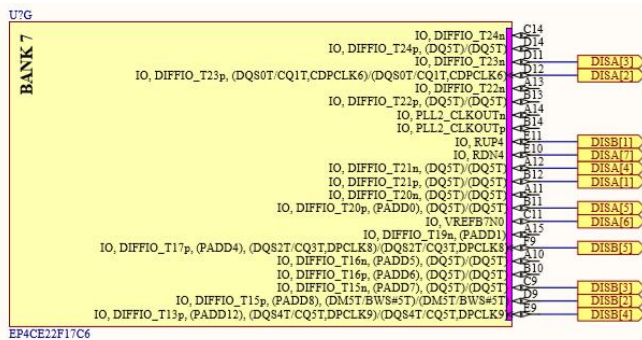 U?G
BANK 7
IO, DIFFIO_T24n C14
IO, DIFFIO_T24p, (DQ5T)/(DQ5T) D14
IO, DIFFIO_T23n D11 DISA[3]
IO, DIFFIO_T23p, (DQS0T/CQ1T,CDPCLK6)/(DQS0T/CQ1T,CDPCLK6) D12 DISA[2]
IO, DIFFIO_T22n A13
IO, DIFFIO_T22p, (DQ5T)/(DQ5T) B13
IO, PLL2_CLKOUTn A14
IO, PLL2_CLKOUTp B14
IO, RUP4 E11 DISB[1]
IO, RDN4 E10 DISA[7]
IO, DIFFIO_T21n, (DQ5T)/(DQ5T) A12 DISA[4]
IO, DIFFIO_T21p, (DQ5T)/(DQ5T) B12 DISA[1]
IO, DIFFIO_T20n, (DQ5T)/(DQ5T) A11
IO, DIFFIO_T20p, (PADD0), (DQ5T)/(DQ5T) B11 DISA[5]
IO, VREFB7N0 C11 DISA[6]
IO, DIFFIO_T19n, (PADD1) A15
IO, DIFFIO_T17p, (PADD4), (DQS2T/CQ3T,DPCLK8)/(DQS2T/CQ3T,DPCLK8) F9 DISB[5]
IO, DIFFIO_T16n, (PADD5), (DQ5T)/(DQ5T) A10
IO, DIFFIO_T16p, (PADD6), (DQ5T)/(DQ5T) B10
IO, DIFFIO_T15n, (PADD7), (DQ5T)/(DQ5T) C9 DISB[3]
IO, DIFFIO_T15p, (PADD8), (DM5T/BWS#5T)/(DM5T/BWS#5T) D9 DISB[2]
IO, DIFFIO_T13p, (PADD12), (DQS4T/CQ5T,DPCLK9)/(DQS4T/CQ5T,DPCLK9) E9 DISB[4]
EP4CE22F17C6